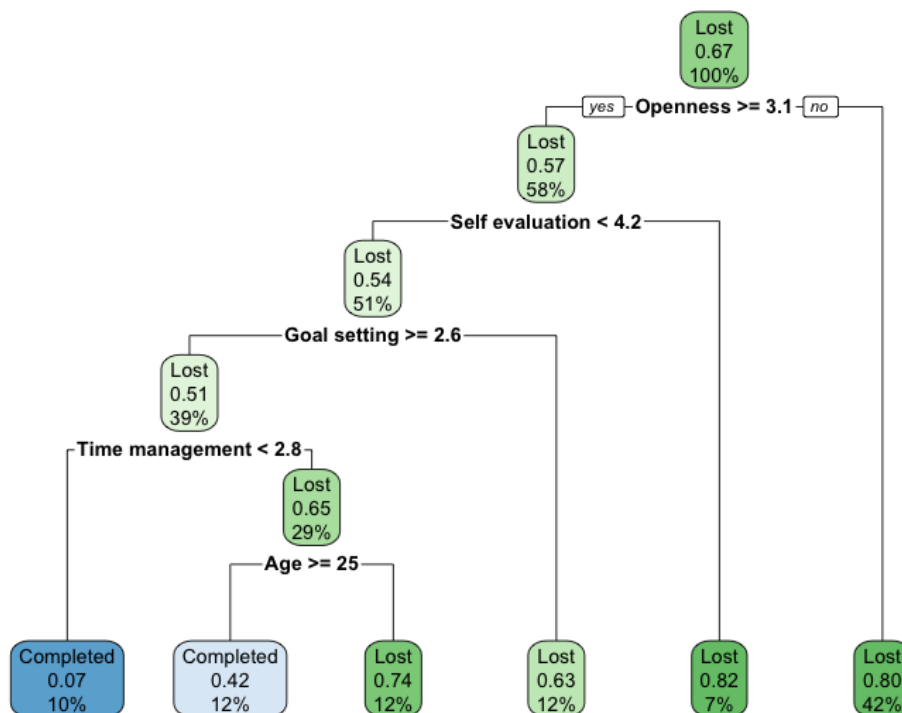 Lost
0.67
100%
yes Openness >= 3.1 no
Lost
0.57
58%
Self evaluation < 4.2
Lost
0.54
51%
Goal setting >= 2.6
Lost
0.51
39%
Time management < 2.8
Lost
0.65
29%
Age >= 25
Completed
0.07
10%
Completed
0.42
12%
Lost
0.74
12%
Lost
0.63
12%
Lost
0.82
7%
Lost
0.80
42%